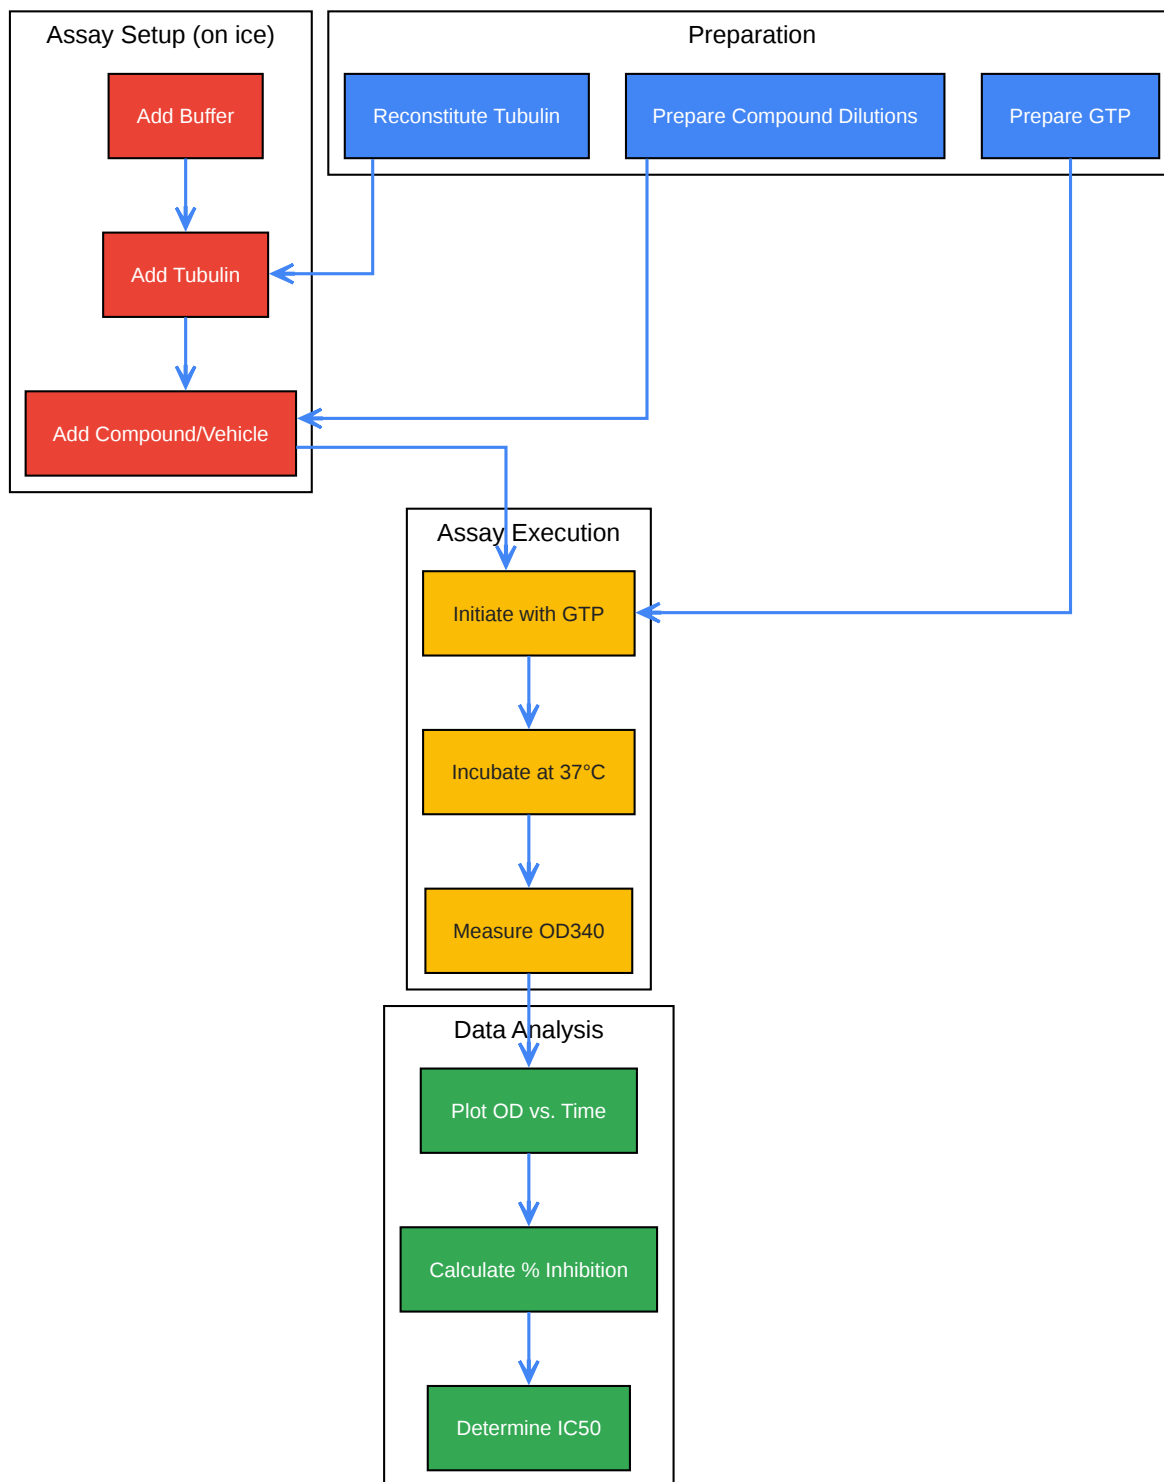 Assay Setup (on ice)
Add Buffer
Add Tubulin
Add Compound/Vehicle
Preparation
Reconstitute Tubulin
Prepare Compound Dilutions
Prepare GTP
Assay Execution
Initiate with GTP
Incubate at 37°C
Measure OD340
Data Analysis
Plot OD vs. Time
Calculate % Inhibition
Determine IC50